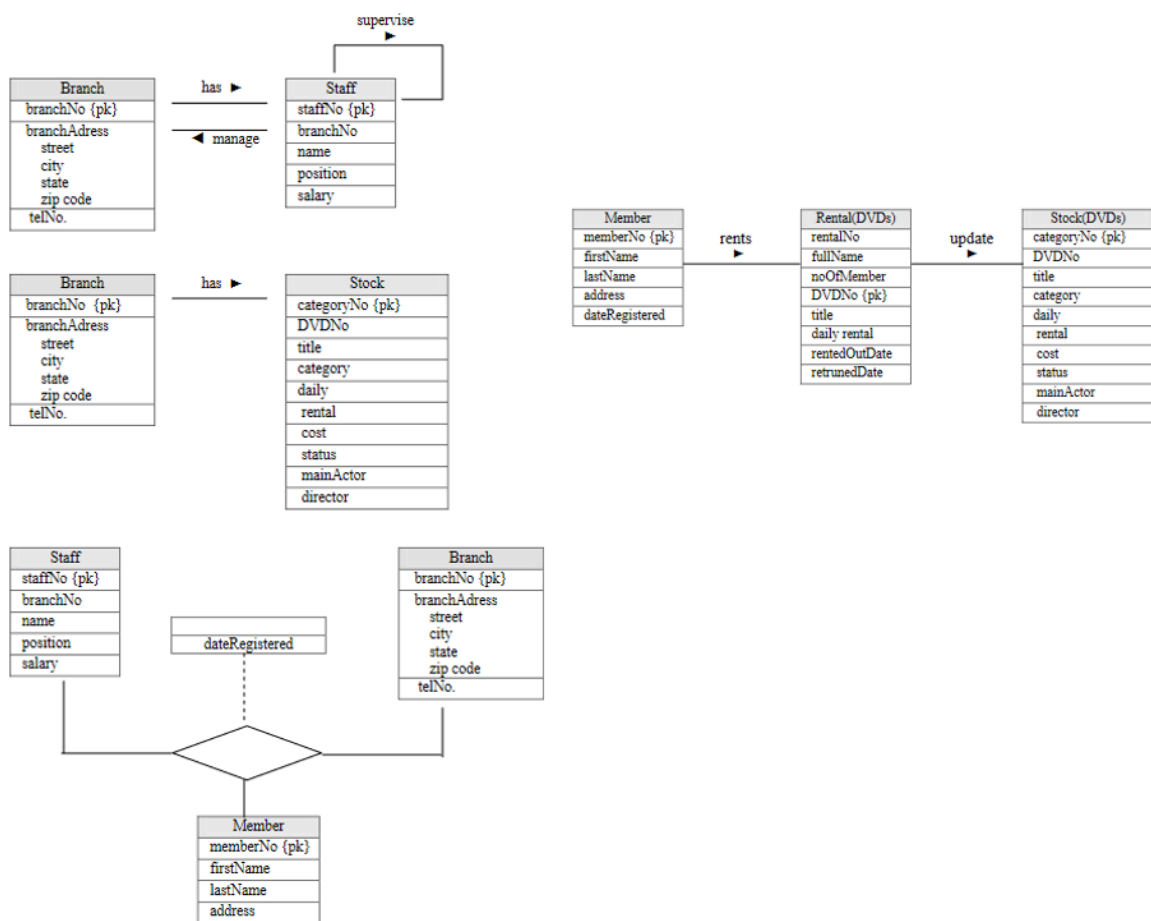 supervise
►
Branch
branchNo {pk}
branchAdress
street
city
state
zip code
telNo.
has ►
◄ manage
Staff
staffNo {pk}
branchNo
name
position
salary
Branch
branchNo {pk}
branchAdress
street
city
state
zip code
telNo.
has ►
Stock
categoryNo {pk}
DVDNo
title
category
daily
rental
cost
status
mainActor
director
Member
memberNo {pk}
firstName
lastName
address
dateRegistered
rents
►
Rental(DVDs)
rentalNo
fullName
noOfMember
DVDNo {pk}
title
daily rental
rentedOutDate
retrunedDate
update
►
Stock(DVDs)
categoryNo {pk}
DVDNo
title
category
daily
rental
cost
status
mainActor
director
Staff
staffNo {pk}
branchNo
name
position
salary
dateRegistered
Branch
branchNo {pk}
branchAdress
street
city
state
zip code
telNo.
Member
memberNo {pk}
firstName
lastName
address